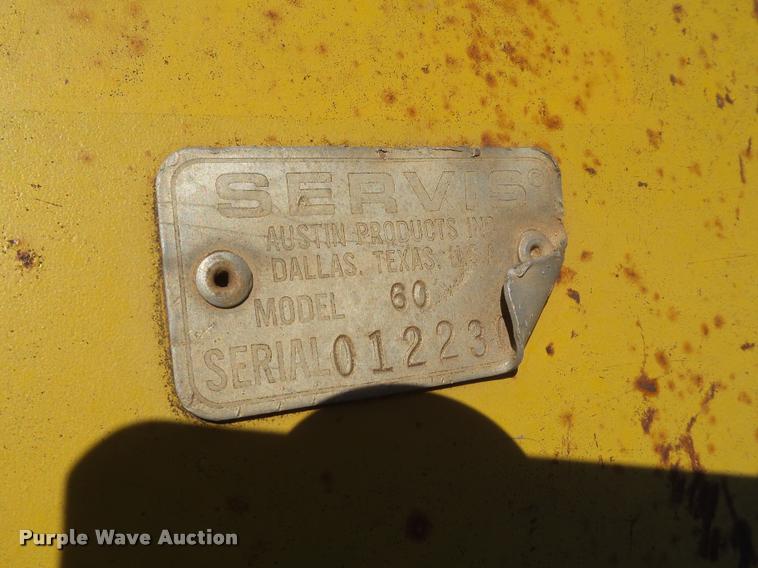 SERVIS®
AUSTIN PRODUCTS INC
DALLAS, TEXAS, U.S.A
MODEL 60
SERIAL 01223
Purple Wave Auction